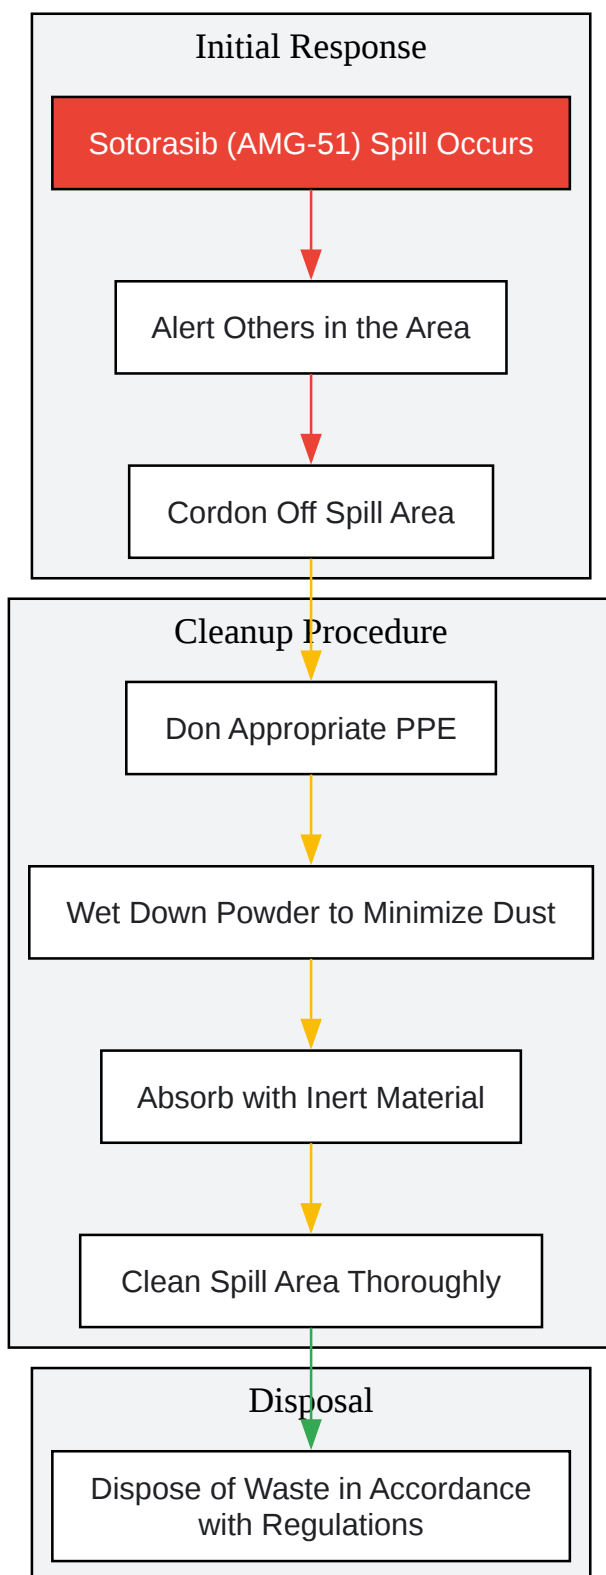 Initial Response
Sotorasib (AMG-51) Spill Occurs
Alert Others in the Area
Cordon Off Spill Area
Cleanup Procedure
Don Appropriate PPE
Wet Down Powder to Minimize Dust
Absorb with Inert Material
Clean Spill Area Thoroughly
Disposal
Dispose of Waste in Accordance
with Regulations